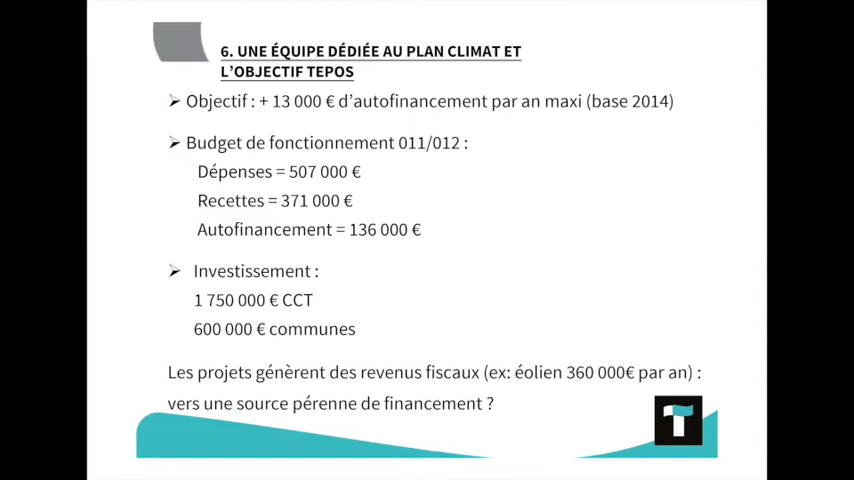 6. UNE ÉQUIPE DÉDIÉE AU PLAN CLIMAT ET
L'OBJECTIF TEPOS
➢ Objectif : + 13 000 € d'autofinancement par an maxi (base 2014)
➢ Budget de fonctionnement 011/012 :
Dépenses = 507 000 €
Recettes = 371 000 €
Autofinancement = 136 000 €
➢ Investissement :
1 750 000 € CCT
600 000 € communes
Les projets génèrent des revenus fiscaux (ex: éolien 360 000€ par an) :
vers une source pérenne de financement ?
T